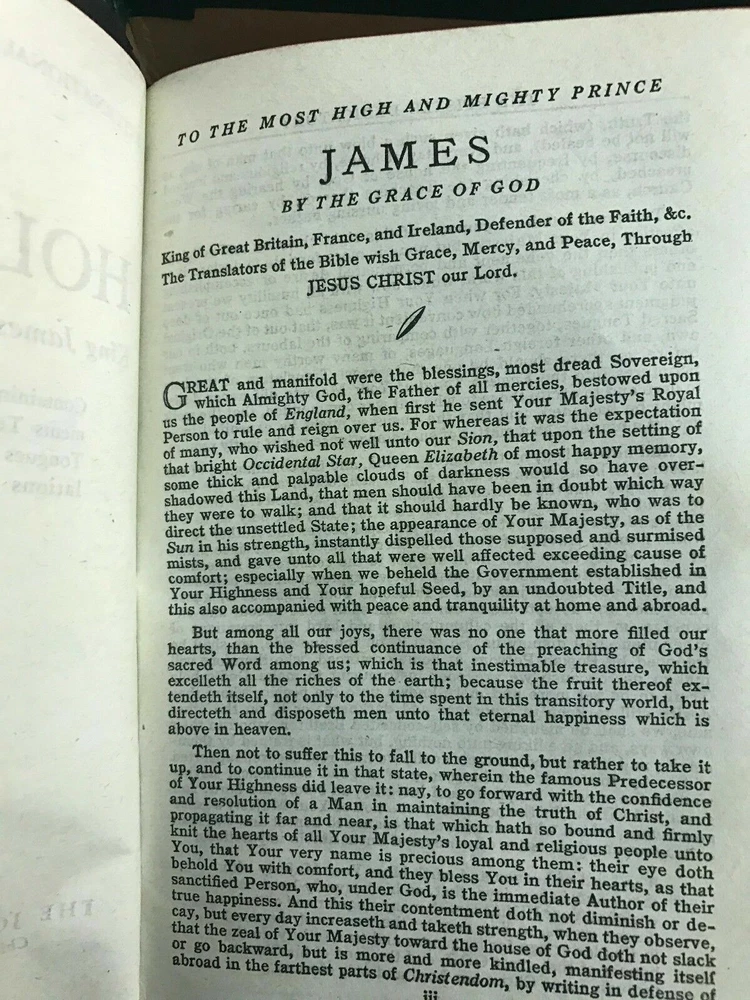 TO THE MOST HIGH AND MIGHTY PRINCE
JAMES
BY THE GRACE OF GOD
King of Great Britain, France, and Ireland, Defender of the Faith, &c.
The Translators of the Bible wish Grace, Mercy, and Peace, Through
JESUS CHRIST our Lord.
GREAT and manifold were the blessings, most dread Sovereign,
which Almighty God, the Father of all mercies, bestowed upon
us the people of England, when first he sent Your Majesty's Royal
Person to rule and reign over us. For whereas it was the expectation
of many, who wished not well unto our Sion, that upon the setting of
that bright Occidental Star, Queen Elizabeth of most happy memory,
some thick and palpable clouds of darkness would so have over-
shadowed this Land, that men should have been in doubt which way
they were to walk; and that it should hardly be known, who was to
direct the unsettled State; the appearance of Your Majesty, as of the
Sun in his strength, instantly dispelled those supposed and surmised
mists, and gave unto all that were well affected exceeding cause of
comfort; especially when we beheld the Government established in
Your Highness and Your hopeful Seed, by an undoubted Title, and
this also accompanied with peace and tranquility at home and abroad.
But among all our joys, there was no one that more filled our
hearts, than the blessed continuance of the preaching of God's
sacred Word among us; which is that inestimable treasure, which
excelleth all the riches of the earth; because the fruit thereof ex-
tendeth itself, not only to the time spent in this transitory world, but
directeth and disposeth men unto that eternal happiness which is
above in heaven.
Then not to suffer this to fall to the ground, but rather to take it
up, and to continue it in that state, wherein the famous Predecessor
of Your Highness did leave it: nay, to go forward with the confidence
and resolution of a Man in maintaining the truth of Christ, and
propagating it far and near, is that which hath so bound and firmly
knit the hearts of all Your Majesty's loyal and religious people unto
You, that Your very name is precious among them: their eye doth
behold You with comfort, and they bless You in their hearts, as that
sanctified Person, who, under God, is the immediate Author of their
true happiness. And this their contentment doth not diminish or de-
cay, but every day increaseth and taketh strength, when they observe,
that the zeal of Your Majesty toward the house of God doth not slack
or go backward, but is more and more kindled, manifesting itself
abroad in the farthest parts of Christendom, by writing in defense of
iii